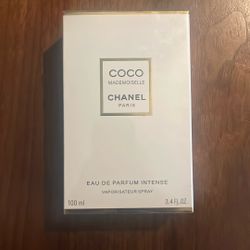 COCO
MADEMOISELLE
CHANEL
PARIS
EAU DE PARFUM INTENSE
VAPORISATEUR SPRAY
100 ml 3.4 FL.OZ.